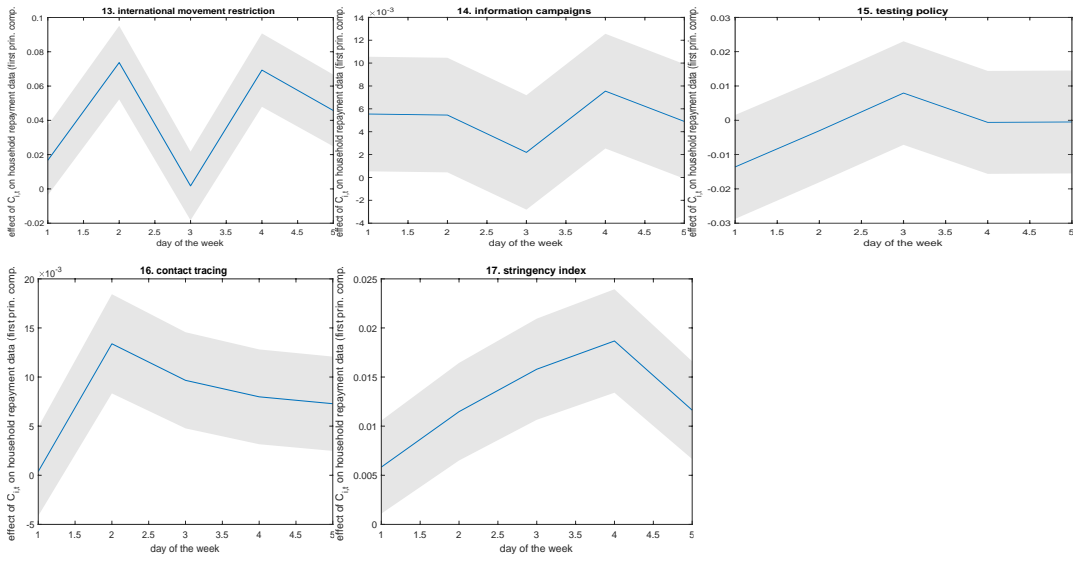 13. international movement restriction
effect of C_{i,t} on household repayment data (first prin. comp.
0.1
0.08
0.06
0.04
0.02
0
-0.02
1 1.5 2 2.5 3 3.5 4 4.5 5
day of the week
14. information campaigns
×10^{-3}
effect of C_{i,t} on household repayment data (first prin. comp.
14
12
10
8
6
4
2
0
-2
-4
1 1.5 2 2.5 3 3.5 4 4.5 5
day of the week
15. testing policy
effect of C_{i,t} on household repayment data (first prin. comp.
0.03
0.02
0.01
0
-0.01
-0.02
-0.03
1 1.5 2 2.5 3 3.5 4 4.5 5
day of the week
16. contact tracing
×10^{-3}
effect of C_{i,t} on household repayment data (first prin. comp.
20
15
10
5
0
-5
1 1.5 2 2.5 3 3.5 4 4.5 5
day of the week
17. stringency index
effect of C_{i,t} on household repayment data (first prin. comp.
0.025
0.02
0.015
0.01
0.005
0
1 1.5 2 2.5 3 3.5 4 4.5 5
day of the week